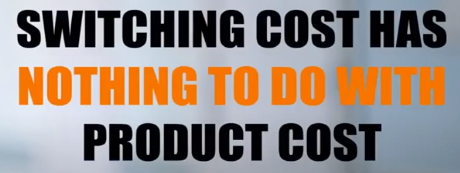 SWITCHING COST HAS
NOTHING TO DO WITH
PRODUCT COST